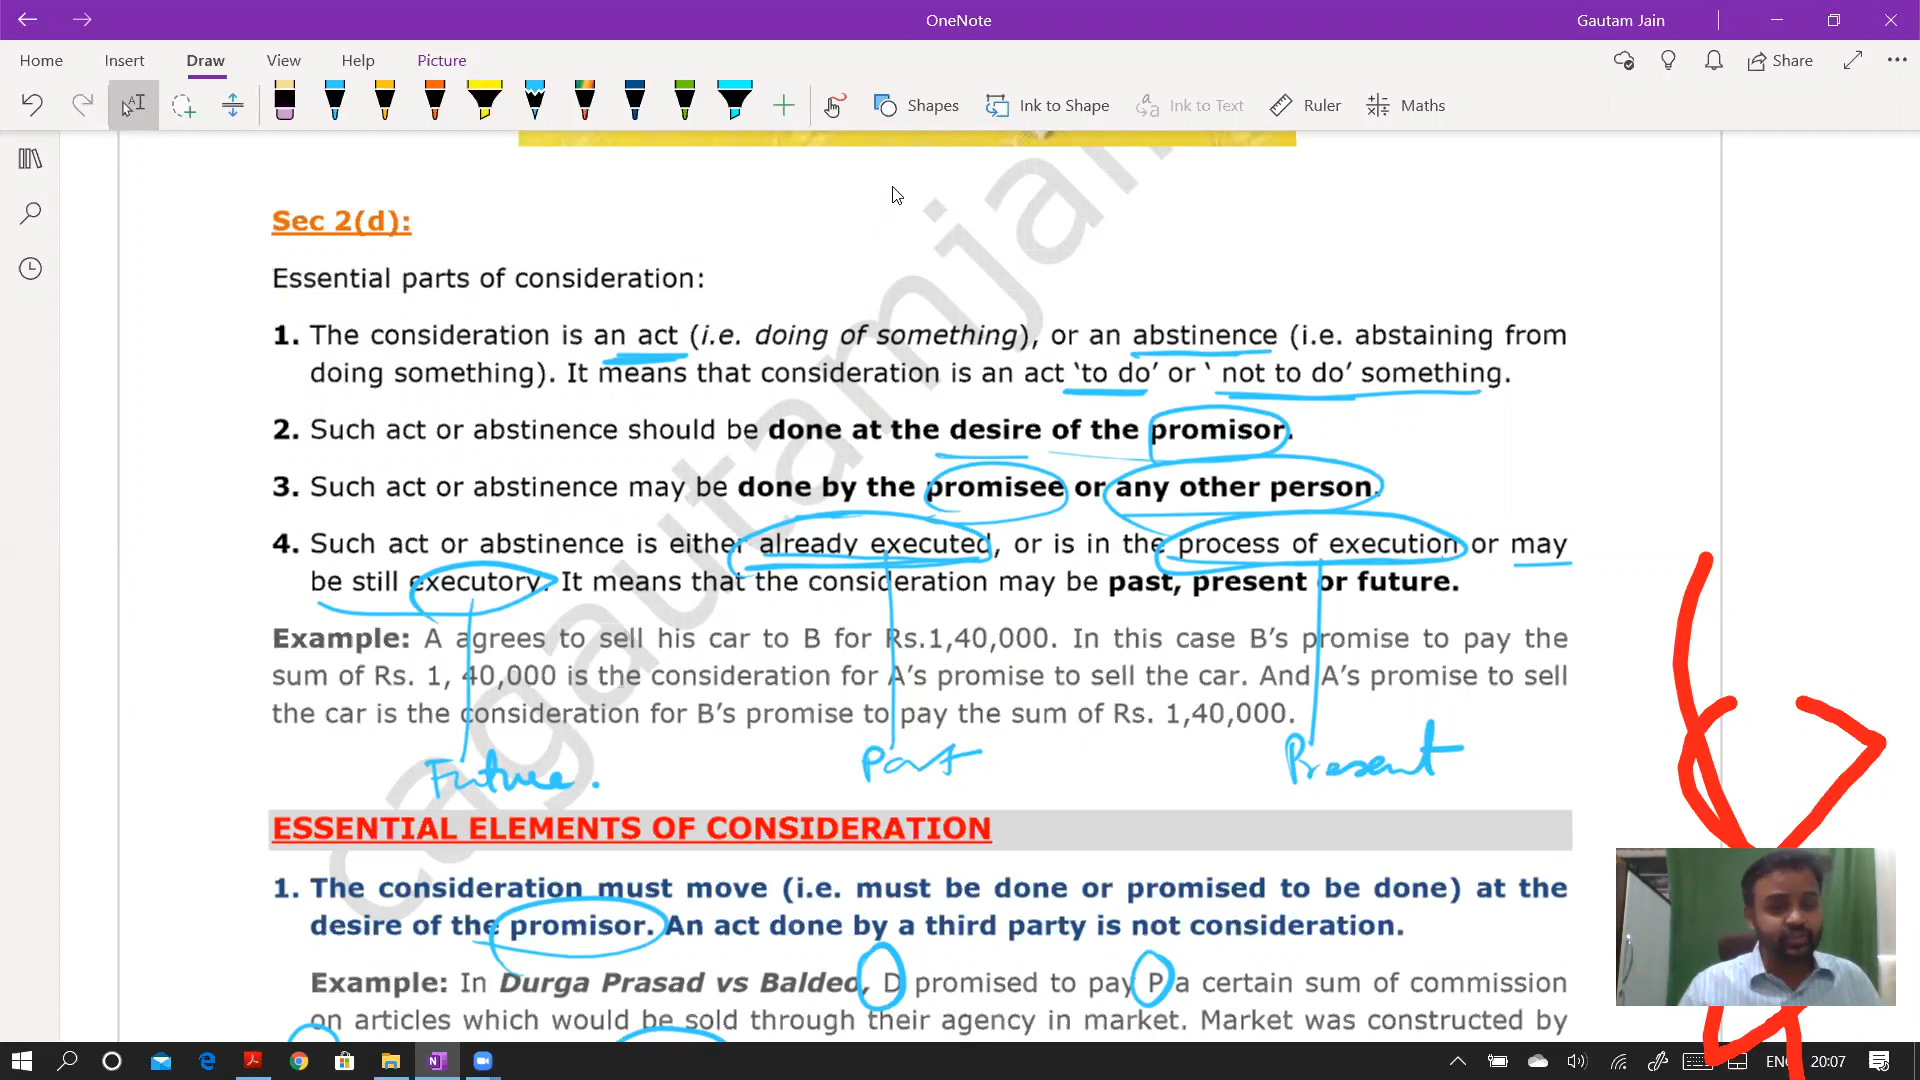 OneNote
Gautam Jain
Home Insert Draw View Help Picture
Share
Shapes Ink to Shape Ink to Text Ruler Maths
Sec 2(d):
Essential parts of consideration:
1. The consideration is an act (i.e. doing of something), or an abstinence (i.e. abstaining from
doing something). It means that consideration is an act ‘to do’ or ‘ not to do’ something.
2. Such act or abstinence should be done at the desire of the promisor.
3. Such act or abstinence may be done by the promisee or any other person.
4. Such act or abstinence is either already executed, or is in the process of execution or may
be still executory. It means that the consideration may be past, present or future.
Example: A agrees to sell his car to B for Rs.1,40,000. In this case B’s promise to pay the
sum of Rs. 1, 40,000 is the consideration for A’s promise to sell the car. And A’s promise to sell
the car is the consideration for B’s promise to pay the sum of Rs. 1,40,000.
Future. Past Present
ESSENTIAL ELEMENTS OF CONSIDERATION
1. The consideration must move (i.e. must be done or promised to be done) at the
desire of the promisor. An act done by a third party is not consideration.
Example: In Durga Prasad vs Baldeo, D promised to pay P a certain sum of commission
on articles which would be sold through their agency in market. Market was constructed by
cagautamjain
20:07